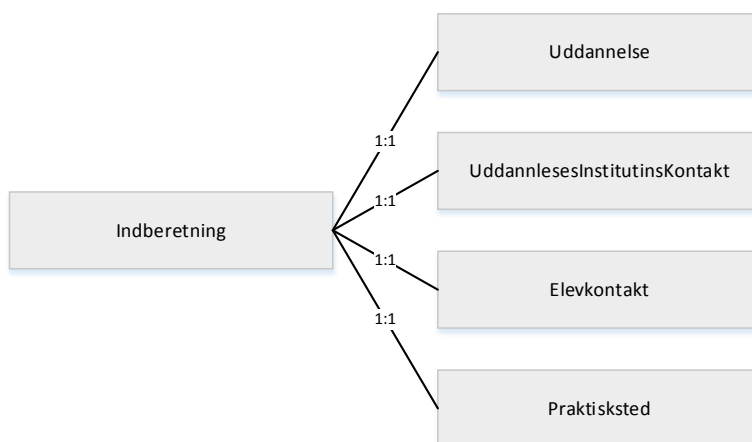 Uddannelse
1:1
UddannlesesInstitutinsKontakt
1:1
Indberetning
1:1
Elevkontakt
1:1
Praktisksted